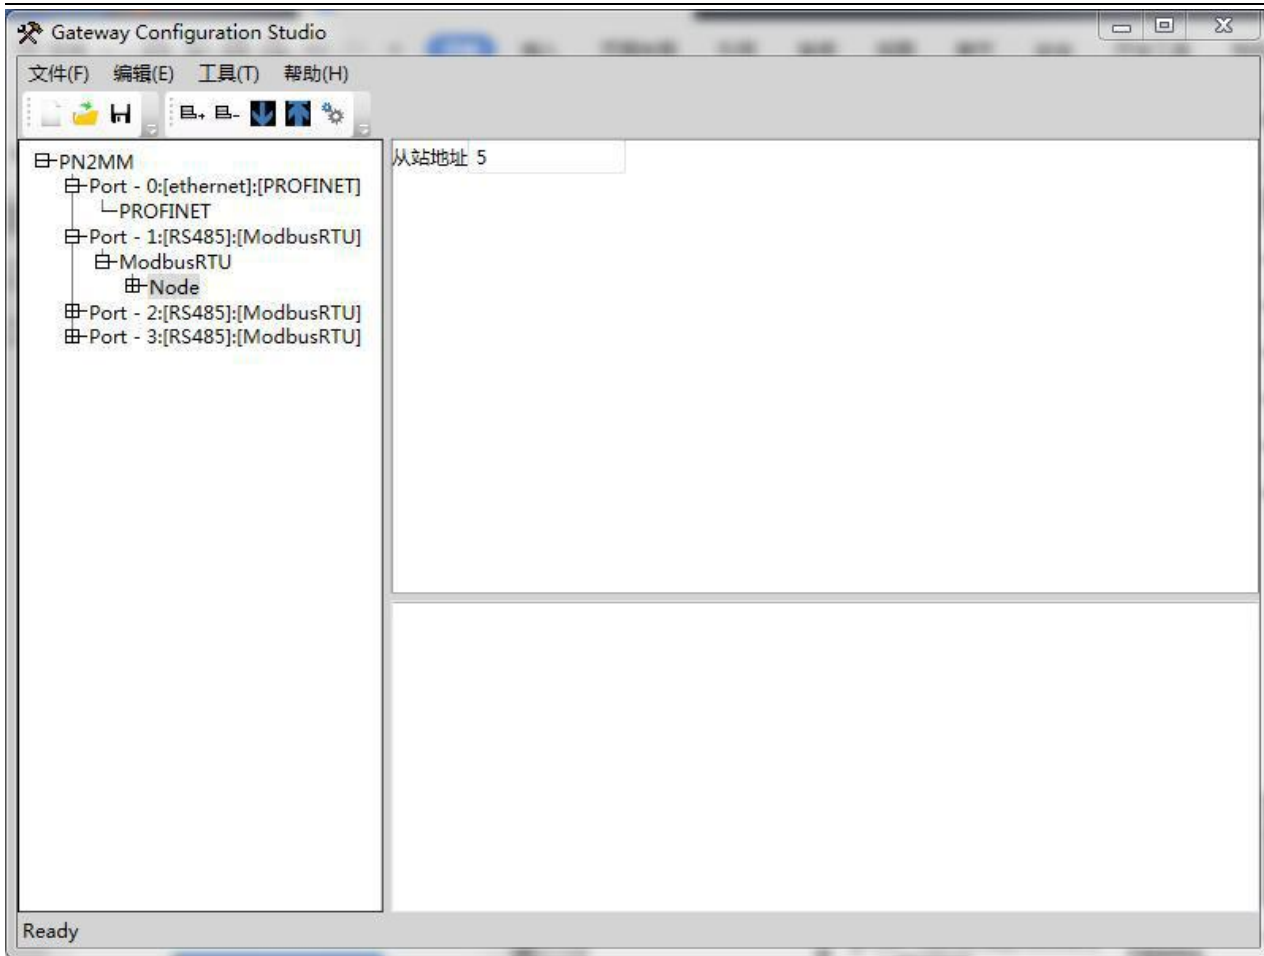 Gateway Configuration Studio
文件(F) 编辑(E) 工具(T) 帮助(H)
PN2MM
Port - 0:[ethernet]:[PROFINET]
PROFINET
Port - 1:[RS485]:[ModbusRTU]
ModbusRTU
Node
Port - 2:[RS485]:[ModbusRTU]
Port - 3:[RS485]:[ModbusRTU]
从站地址 5
Ready